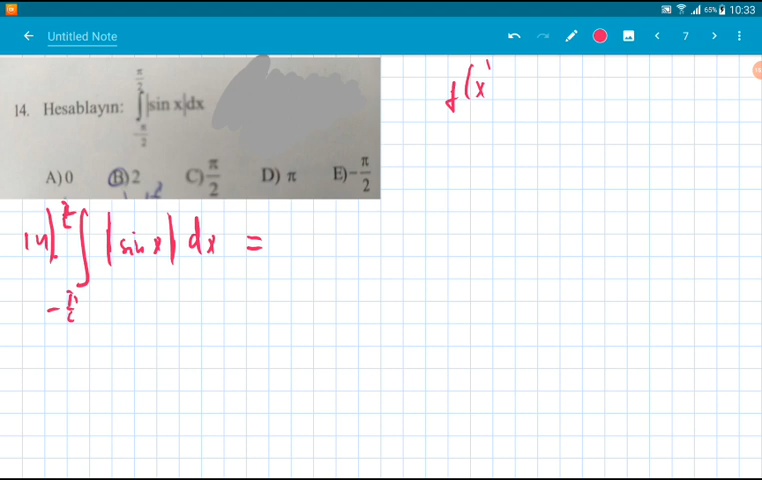 65% 10:33
Untitled Note
7
14. Hesablayın: ∫_{-π/2}^{π/2} |sin x|dx
A) 0 B) 2 C) π/2 D) π E) -π/2
f(x
14) ∫_{-π/2}^{π/2} |sin x| dx =